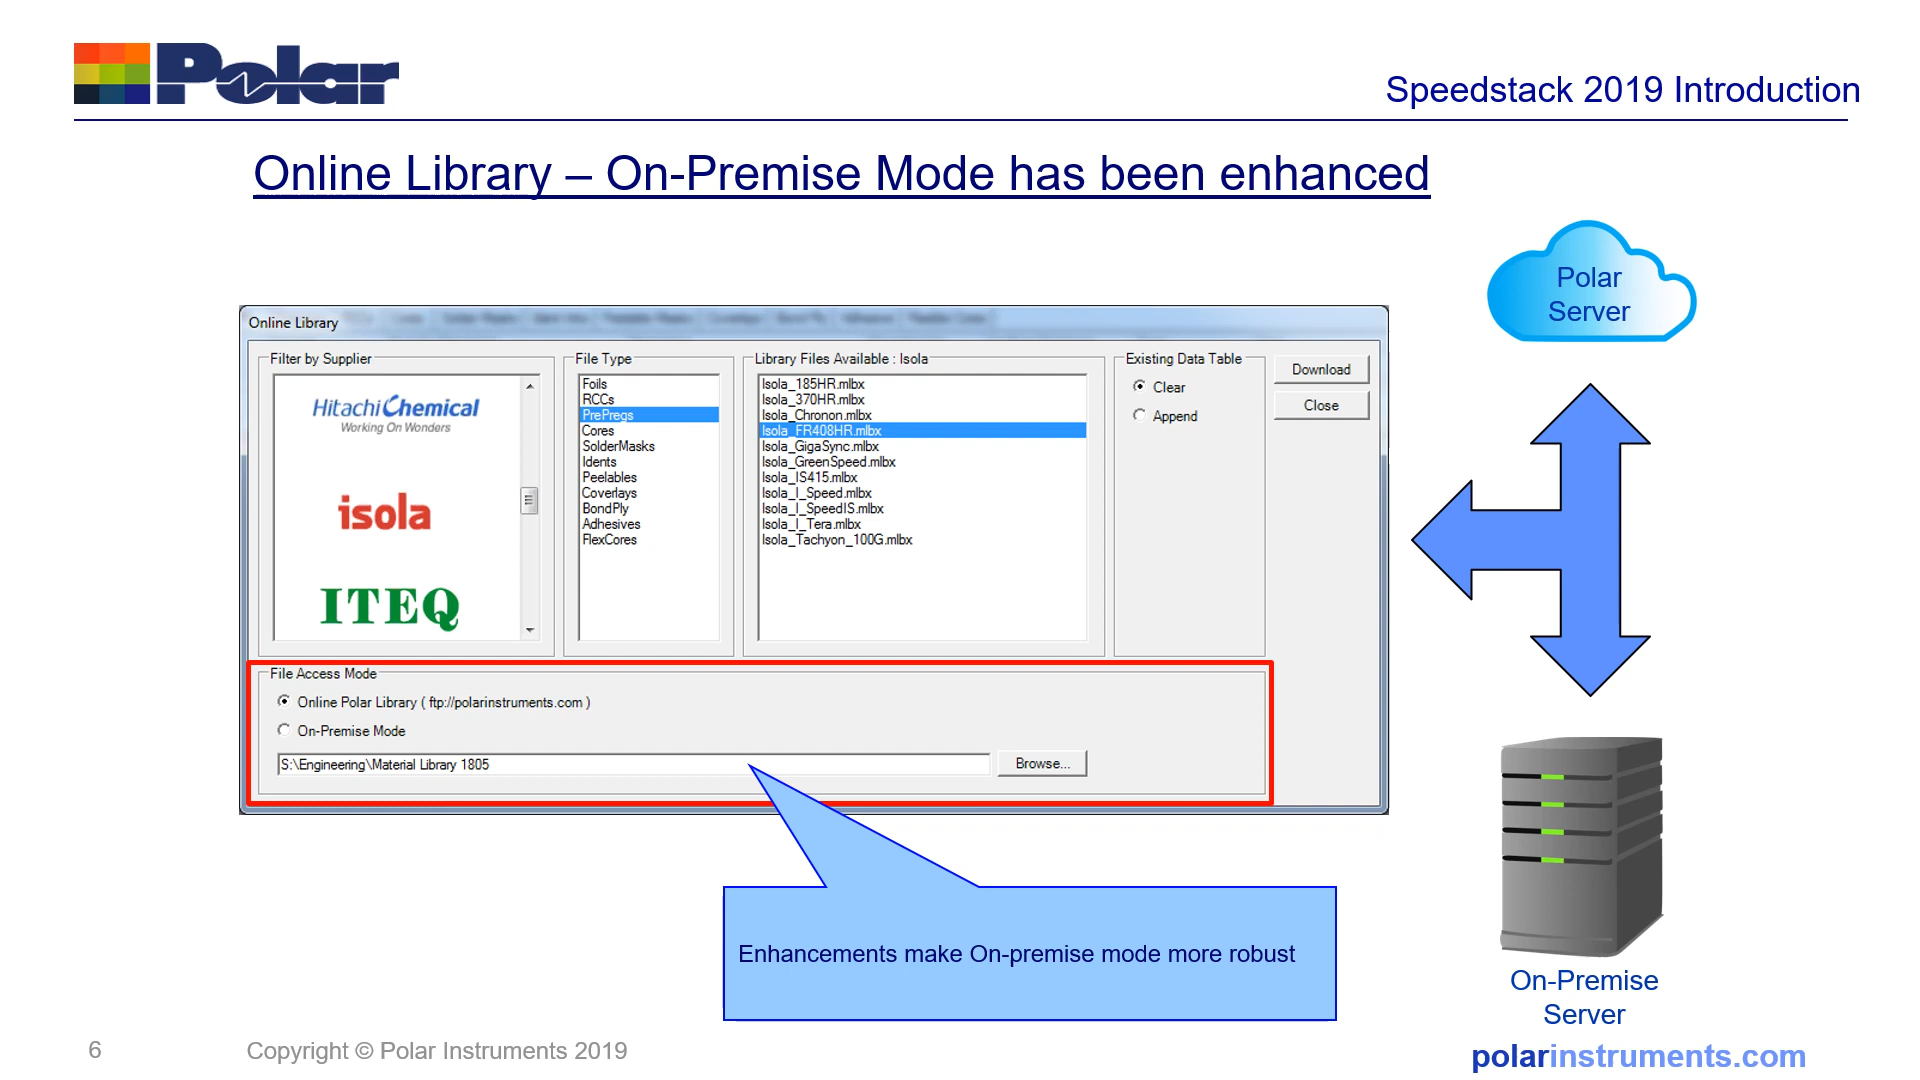 Polar
Speedstack 2019 Introduction
Online Library – On-Premise Mode has been enhanced
Polar
Server
Online Library
Filter by Supplier
Hitachi Chemical
Working On Wonders
isola
ITEQ
File Type
Foils
RCCs
PrePregs
Cores
SolderMasks
Idents
Peelables
Coverlays
BondPly
Adhesives
FlexCores
Library Files Available : Isola
Isola_185HR.mlbx
Isola_370HR.mlbx
Isola_Chronon.mlbx
Isola_FR408HR.mlbx
Isola_GigaSync.mlbx
Isola_GreenSpeed.mlbx
Isola_IS415.mlbx
Isola_I_Speed.mlbx
Isola_I_SpeedIS.mlbx
Isola_I_Tera.mlbx
Isola_Tachyon_100G.mlbx
Existing Data Table
Clear
Append
Download
Close
File Access Mode
Online Polar Library ( ftp://polarinstruments.com )
On-Premise Mode
S:\Engineering\Material Library 1805
Browse...
Enhancements make On-premise mode more robust
On-Premise
Server
6
Copyright © Polar Instruments 2019
polarinstruments.com